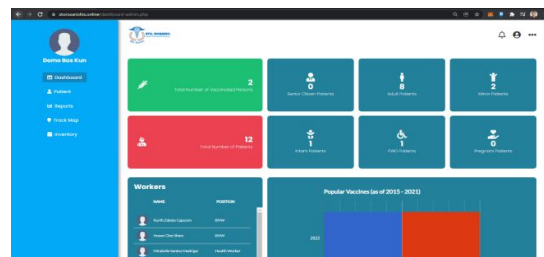 Demo Bos Kun
Dashboard
Patient
Reports
Track Map
Inventory
2
Total Number of Vaccinated Patients
0
Senior Citizen Patients
8
Adult Patients
2
Minor Patients
12
Total Number of Patients
1
Infant Patients
1
PWD Patients
0
Pregnant Patients
Workers
NAME POSITION
BHW
BHW
Health Worker
Popular Vaccines (as of 2015 - 2021)
2022